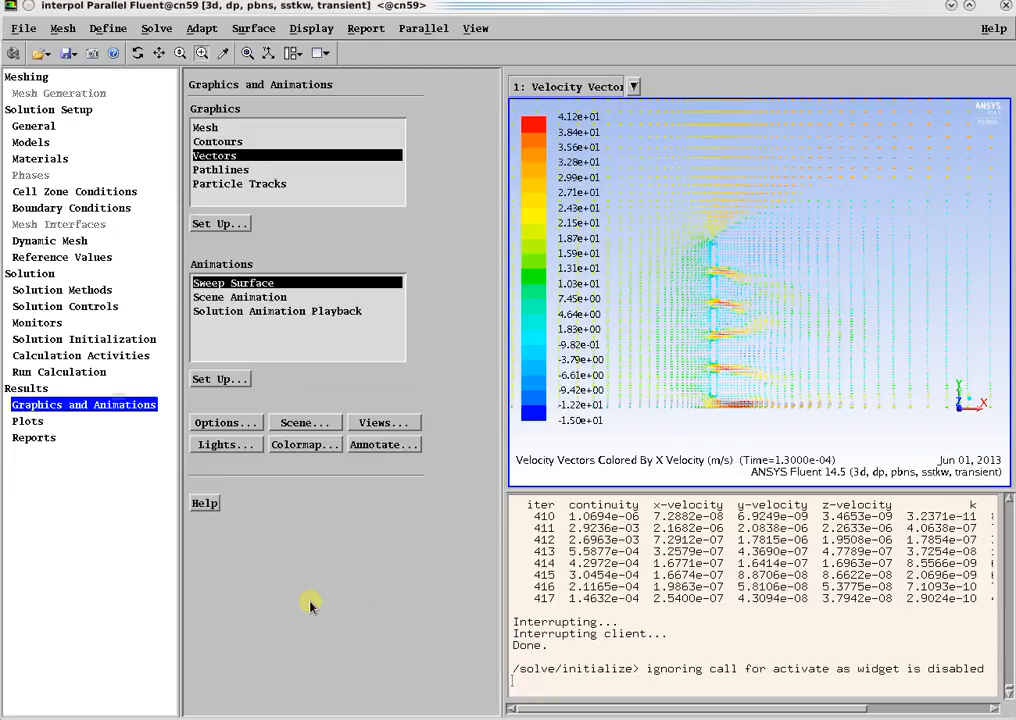 interpol Parallel Fluent@cn59 [3d, dp, pbns, sstkw, transient] <@cn59>
File Mesh Define Solve Adapt Surface Display Report Parallel View Help
Meshing
Mesh Generation
Solution Setup
General
Models
Materials
Phases
Cell Zone Conditions
Boundary Conditions
Mesh Interfaces
Dynamic Mesh
Reference Values
Solution
Solution Methods
Solution Controls
Monitors
Solution Initialization
Calculation Activities
Run Calculation
Results
Graphics and Animations
Plots
Reports
Graphics and Animations
Graphics
Mesh
Contours
Vectors
Pathlines
Particle Tracks
Set Up...
Animations
Sweep Surface
Scene Animation
Solution Animation Playback
Set Up...
Options... Scene... Views...
Lights... Colormap... Annotate...
Help
1: Velocity Vector
ANSYS
4.12e+01
3.84e+01
3.56e+01
3.28e+01
2.99e+01
2.71e+01
2.43e+01
2.15e+01
1.87e+01
1.59e+01
1.31e+01
1.03e+01
7.45e+00
4.64e+00
1.83e+00
-9.82e-01
-3.79e+00
-6.61e+00
-9.42e+00
-1.22e+01
-1.50e+01
Y
Z X
Velocity Vectors Colored By X Velocity (m/s) (Time=1.3000e-04) Jun 01, 2013
ANSYS Fluent 14.5 (3d, dp, pbns, sstkw, transient)
iter continuity x-velocity y-velocity z-velocity k
410 1.0694e-06 7.2882e-08 6.9249e-09 3.4653e-09 3.2371e-11
411 2.9236e-03 2.1682e-06 2.0838e-06 2.2633e-06 4.0638e-07
412 2.6963e-03 7.2912e-07 1.7815e-06 1.9508e-06 1.7854e-07
413 5.5877e-04 3.2579e-07 4.3690e-07 4.7789e-07 3.7254e-08
414 4.2972e-04 1.6771e-07 1.6414e-07 1.6963e-07 8.5566e-09
415 3.0454e-04 1.6674e-07 8.8706e-08 8.6622e-08 2.0696e-09
416 2.1165e-04 1.9863e-07 5.8108e-08 5.3775e-08 7.1093e-10
417 1.4632e-04 2.5400e-07 4.3094e-08 3.7942e-08 2.9024e-10
Interrupting...
Interrupting client...
Done.
/solve/initialize> ignoring call for activate as widget is disabled